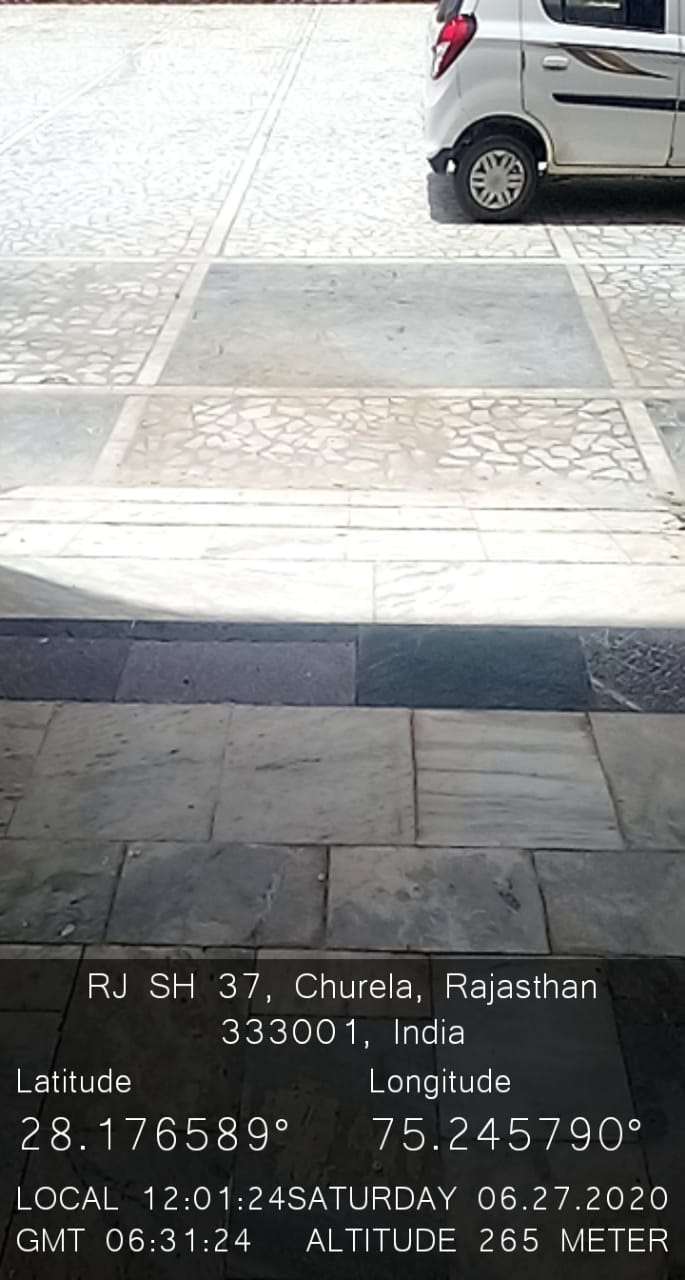 RJ SH 37, Churela, Rajasthan
333001, India
Latitude Longitude
28.176589° 75.245790°
LOCAL 12:01:24SATURDAY 06.27.2020
GMT 06:31:24 ALTITUDE 265 METER